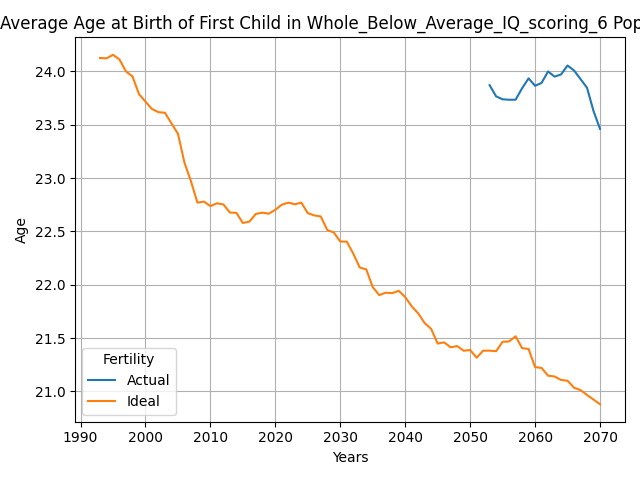 Average Age at Birth of First Child in Whole_Below_Average_IQ_scoring_6 Pop
24.0
23.5
23.0
22.5
22.0
21.5
21.0
Age
Fertility
Actual
Ideal
1990 2000 2010 2020 2030 2040 2050 2060 2070
Years